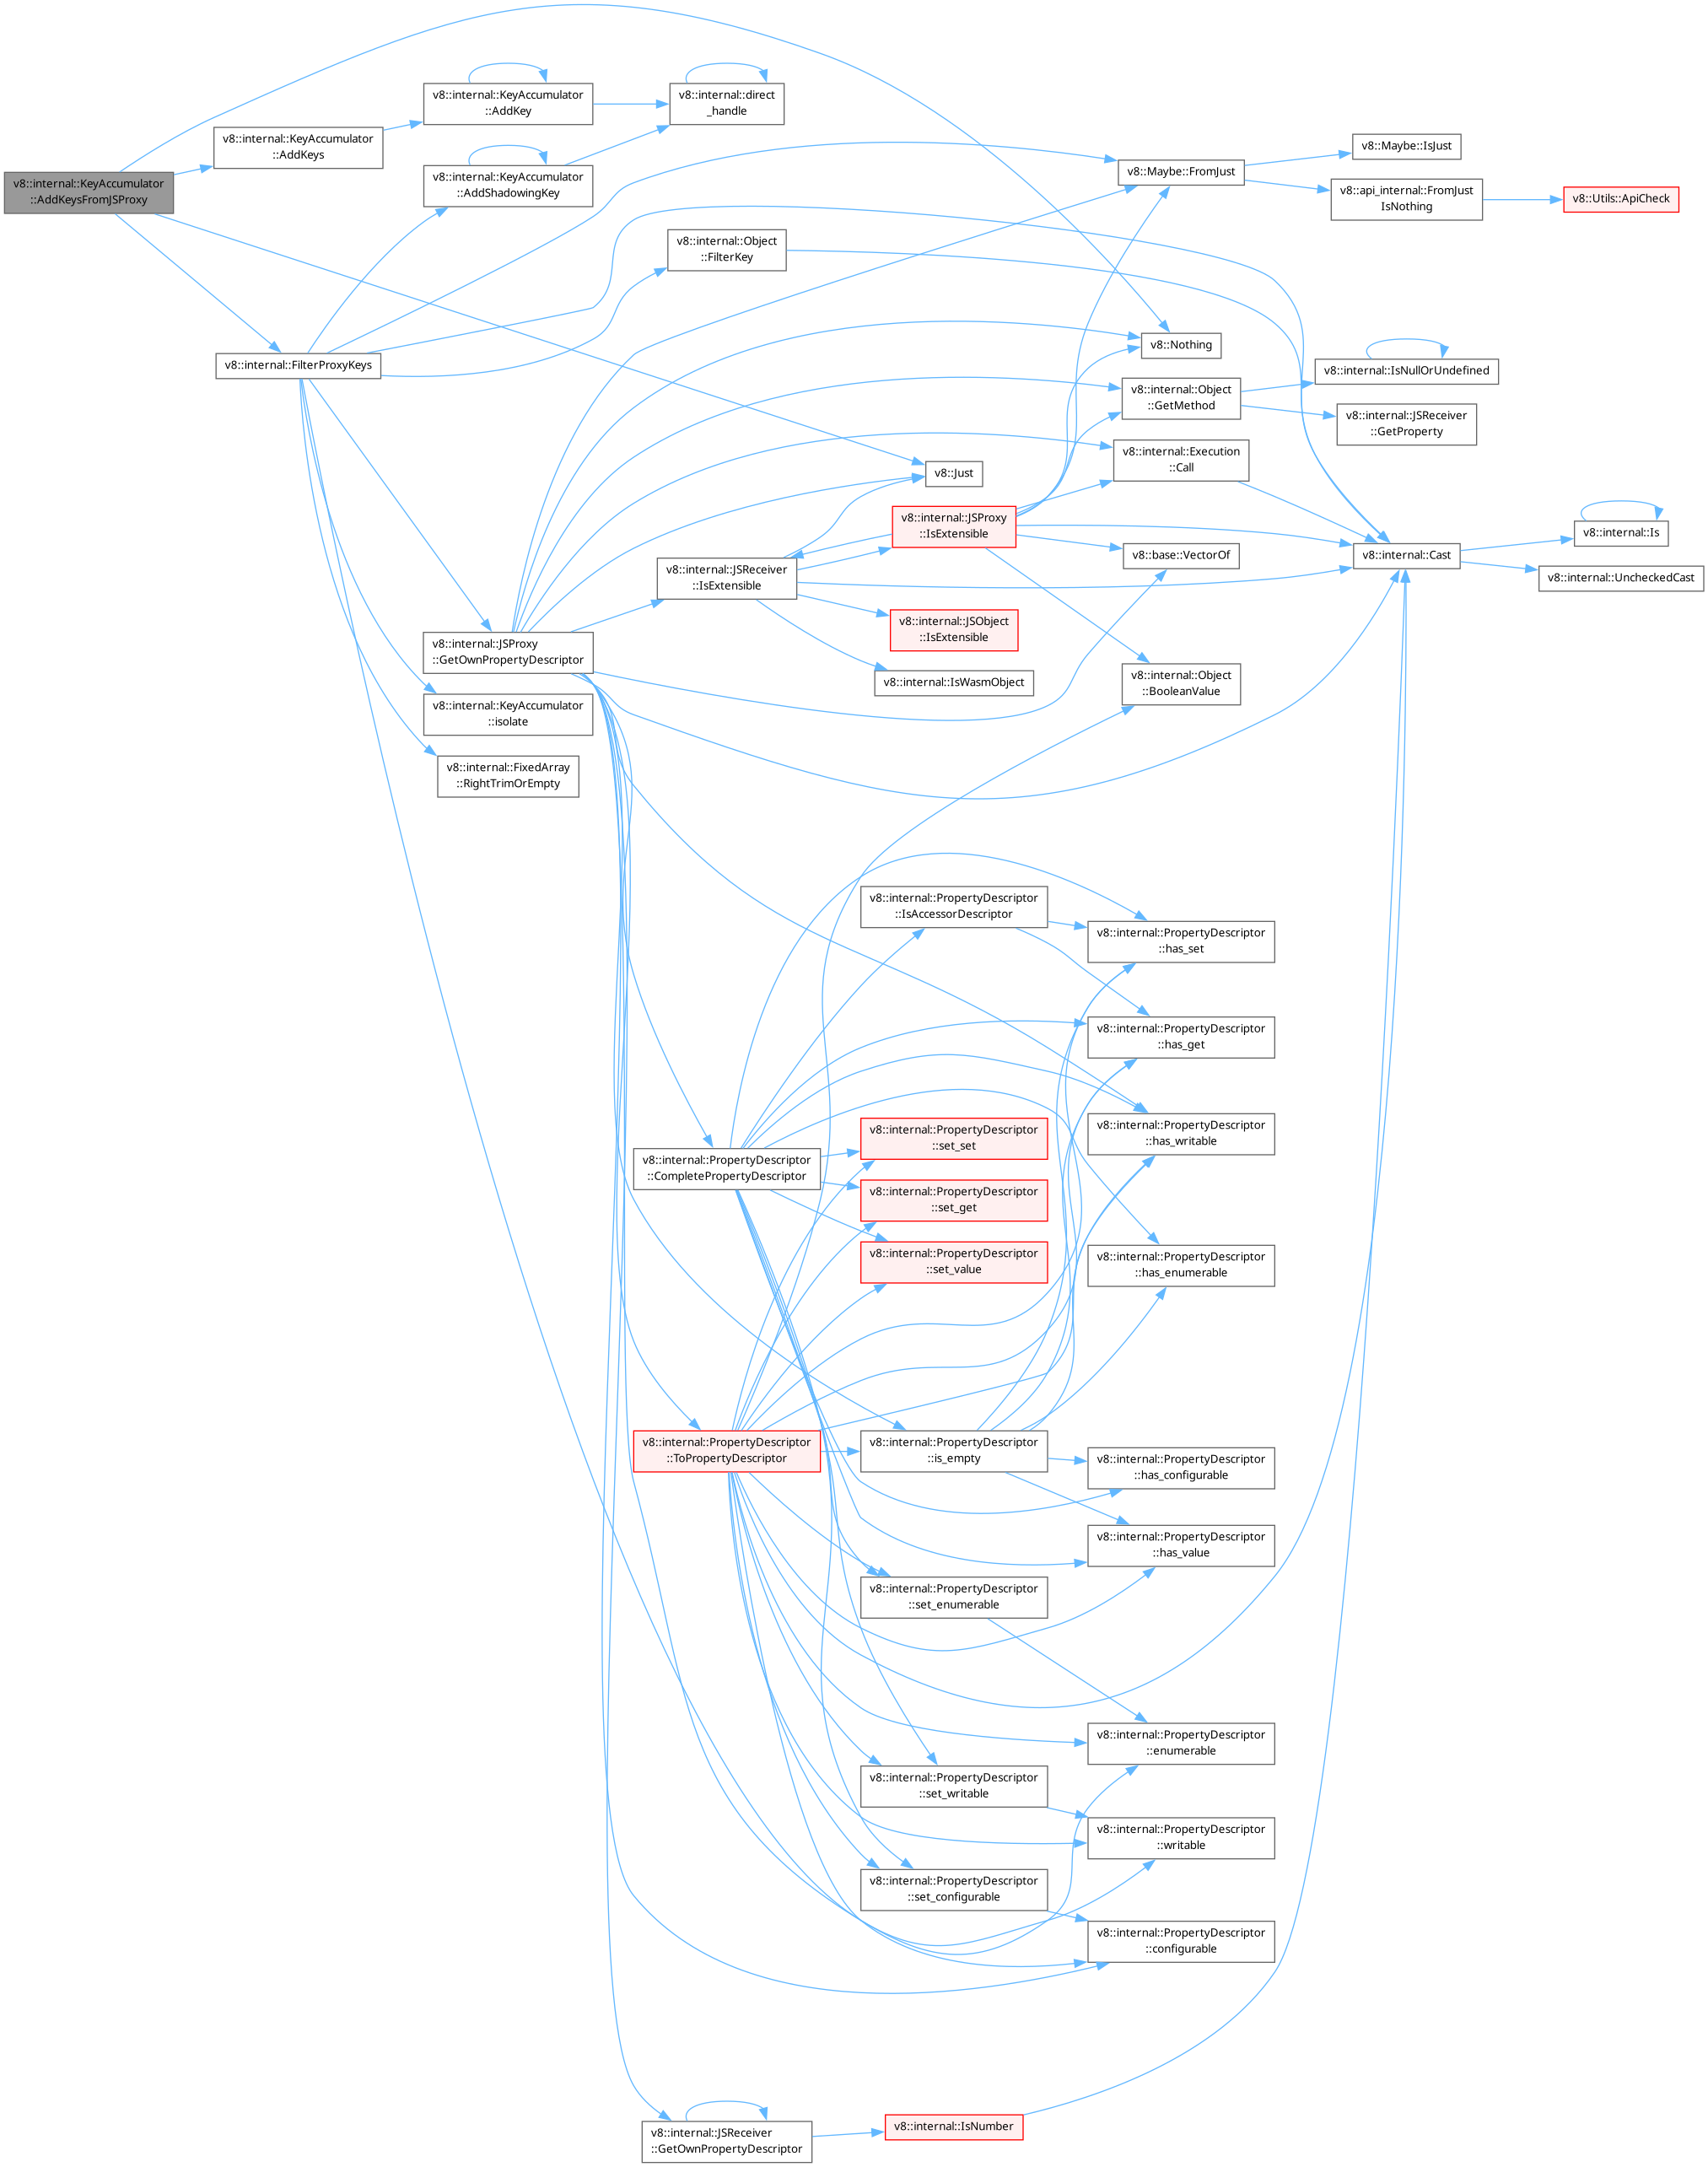 v8::internal::KeyAccumulator
::AddKeysFromJSProxy
v8::internal::KeyAccumulator
::AddKeys
v8::internal::KeyAccumulator
::AddKey
v8::internal::direct
_handle
v8::internal::KeyAccumulator
::AddShadowingKey
v8::internal::FilterProxyKeys
v8::internal::Object
::FilterKey
v8::Maybe::FromJust
v8::Maybe::IsJust
v8::api_internal::FromJust
IsNothing
v8::Utils::ApiCheck
v8::Nothing
v8::internal::Object
::GetMethod
v8::internal::IsNullOrUndefined
v8::internal::JSReceiver
::GetProperty
v8::internal::Execution
::Call
v8::Just
v8::internal::JSProxy
::IsExtensible
v8::base::VectorOf
v8::internal::Cast
v8::internal::Is
v8::internal::UncheckedCast
v8::internal::JSReceiver
::IsExtensible
v8::internal::JSObject
::IsExtensible
v8::internal::IsWasmObject
v8::internal::Object
::BooleanValue
v8::internal::JSProxy
::GetOwnPropertyDescriptor
v8::internal::KeyAccumulator
::isolate
v8::internal::FixedArray
::RightTrimOrEmpty
v8::internal::PropertyDescriptor
::IsAccessorDescriptor
v8::internal::PropertyDescriptor
::has_set
v8::internal::PropertyDescriptor
::has_get
v8::internal::PropertyDescriptor
::has_writable
v8::internal::PropertyDescriptor
::set_set
v8::internal::PropertyDescriptor
::CompletePropertyDescriptor
v8::internal::PropertyDescriptor
::set_get
v8::internal::PropertyDescriptor
::set_value
v8::internal::PropertyDescriptor
::has_enumerable
v8::internal::PropertyDescriptor
::ToPropertyDescriptor
v8::internal::PropertyDescriptor
::is_empty
v8::internal::PropertyDescriptor
::has_configurable
v8::internal::PropertyDescriptor
::has_value
v8::internal::PropertyDescriptor
::set_enumerable
v8::internal::PropertyDescriptor
::enumerable
v8::internal::PropertyDescriptor
::set_writable
v8::internal::PropertyDescriptor
::writable
v8::internal::PropertyDescriptor
::set_configurable
v8::internal::PropertyDescriptor
::configurable
v8::internal::JSReceiver
::GetOwnPropertyDescriptor
v8::internal::IsNumber